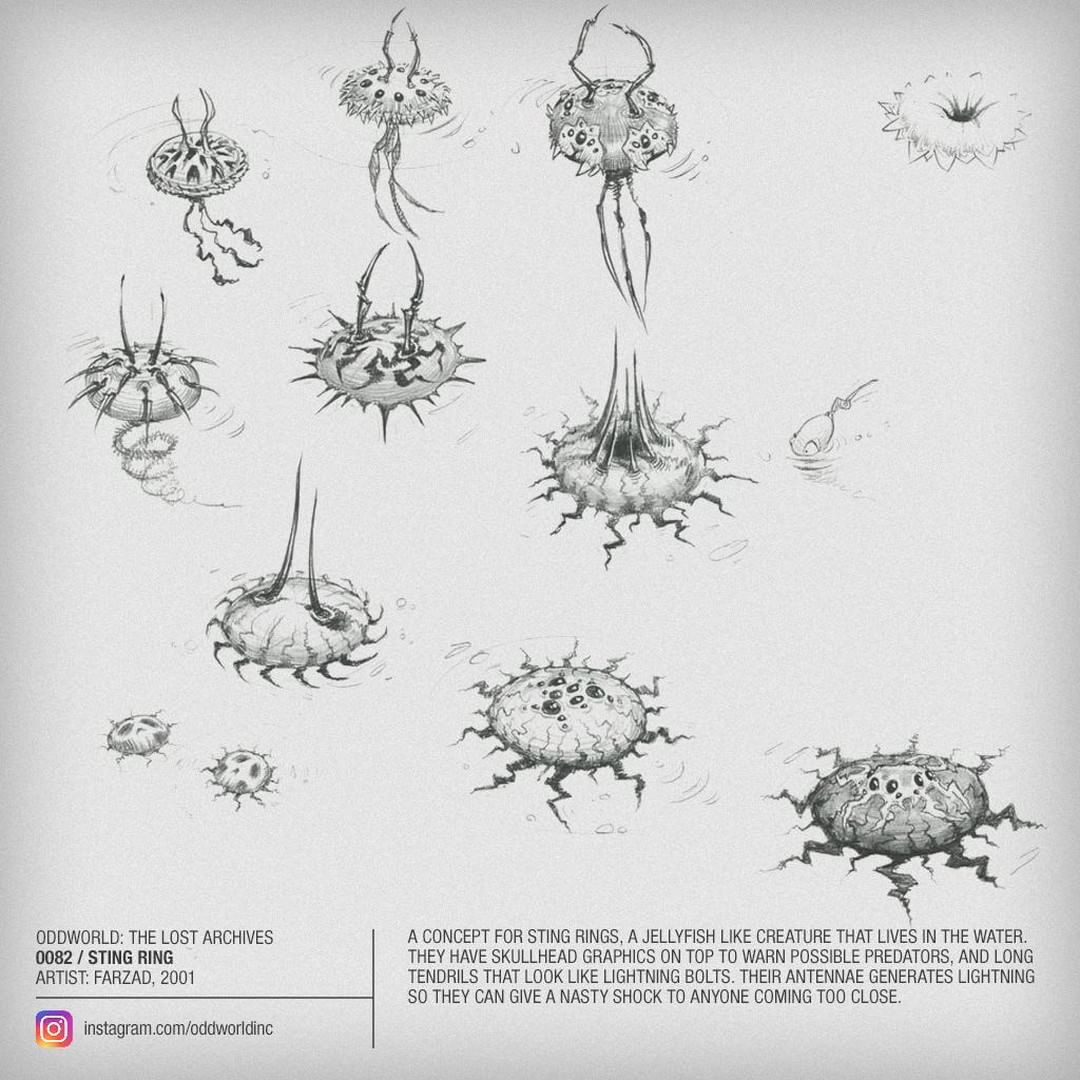 ODDWORLD: THE LOST ARCHIVES
0082 / STING RING
ARTIST: FARZAD, 2001
instagram.com/oddworldinc
A CONCEPT FOR STING RINGS, A JELLYFISH LIKE CREATURE THAT LIVES IN THE WATER.
THEY HAVE SKULLHEAD GRAPHICS ON TOP TO WARN POSSIBLE PREDATORS, AND LONG
TENDRILS THAT LOOK LIKE LIGHTNING BOLTS. THEIR ANTENNAE GENERATES LIGHTNING
SO THEY CAN GIVE A NASTY SHOCK TO ANYONE COMING TOO CLOSE.